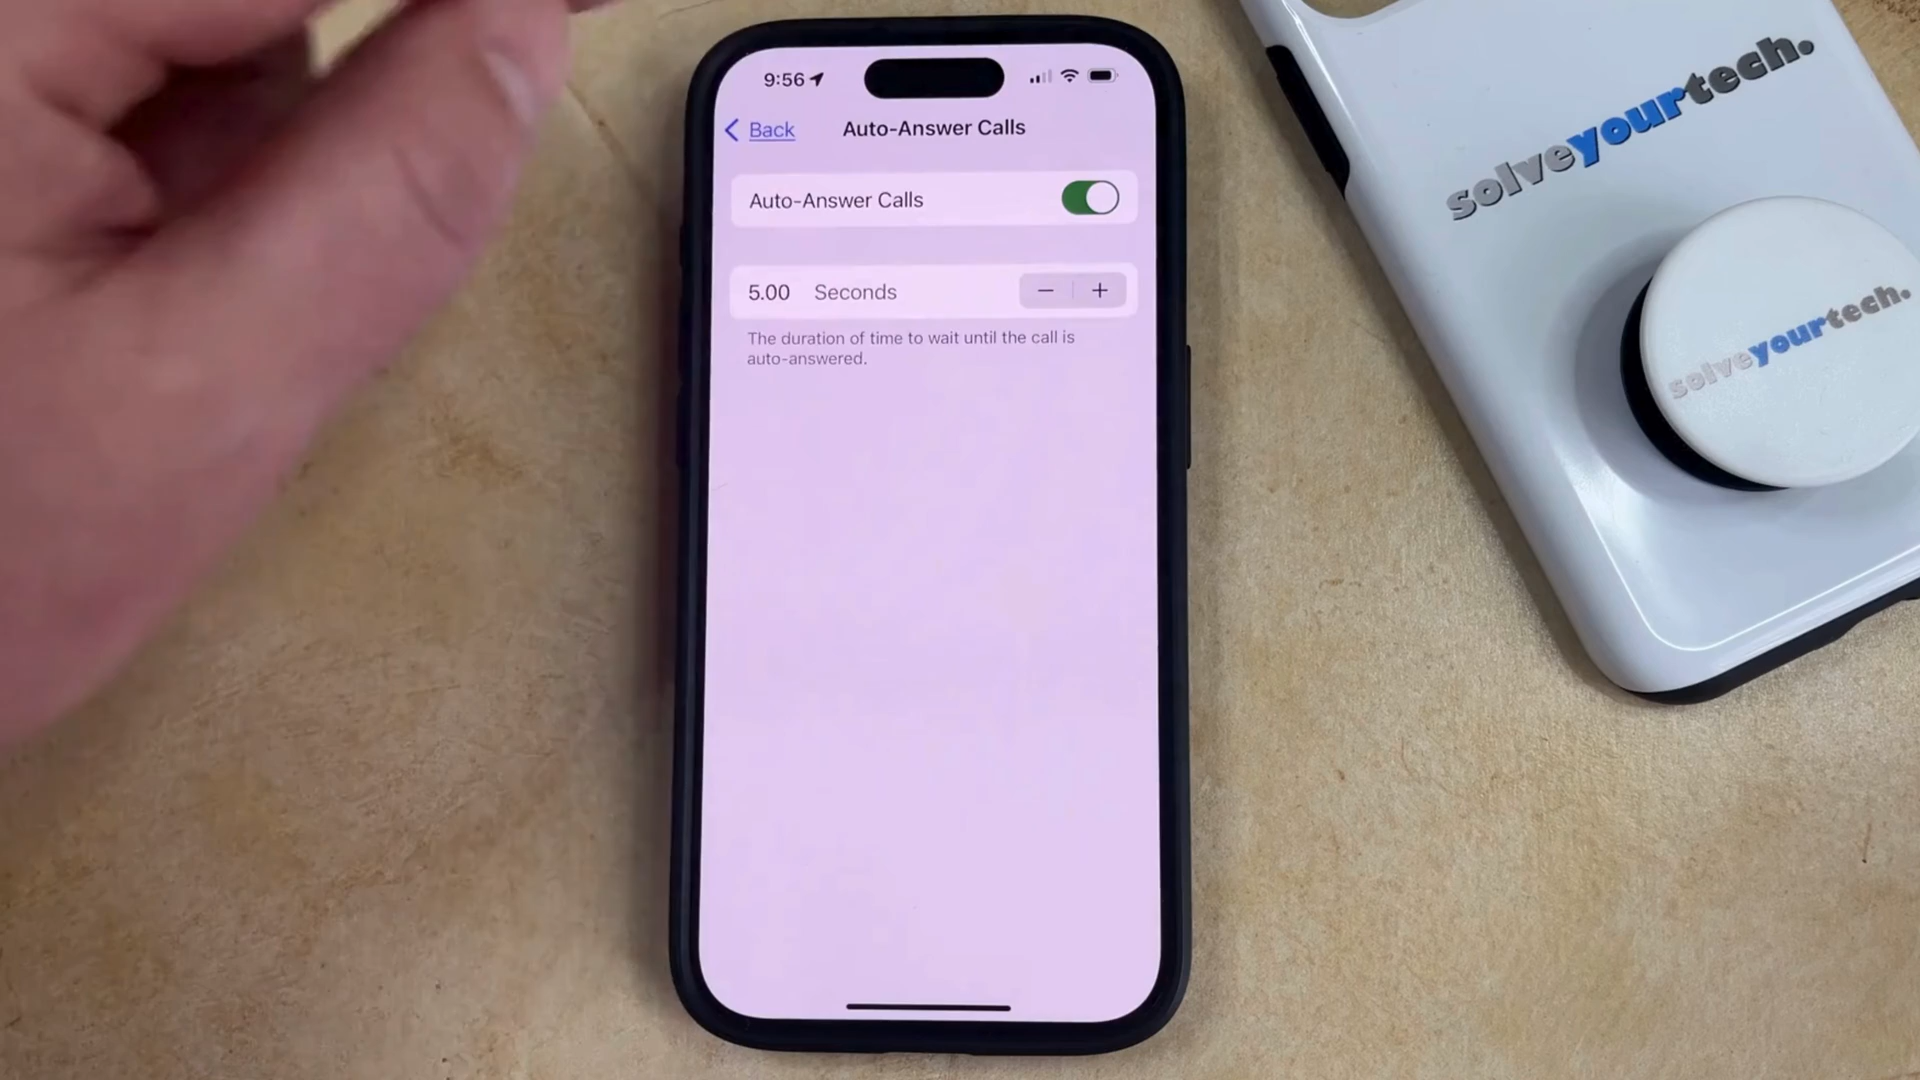 9:56
Back
Auto-Answer Calls
Auto-Answer Calls
5.00 Seconds
The duration of time to wait until the call is
auto-answered.
solveyourtech.
solveyourtech.